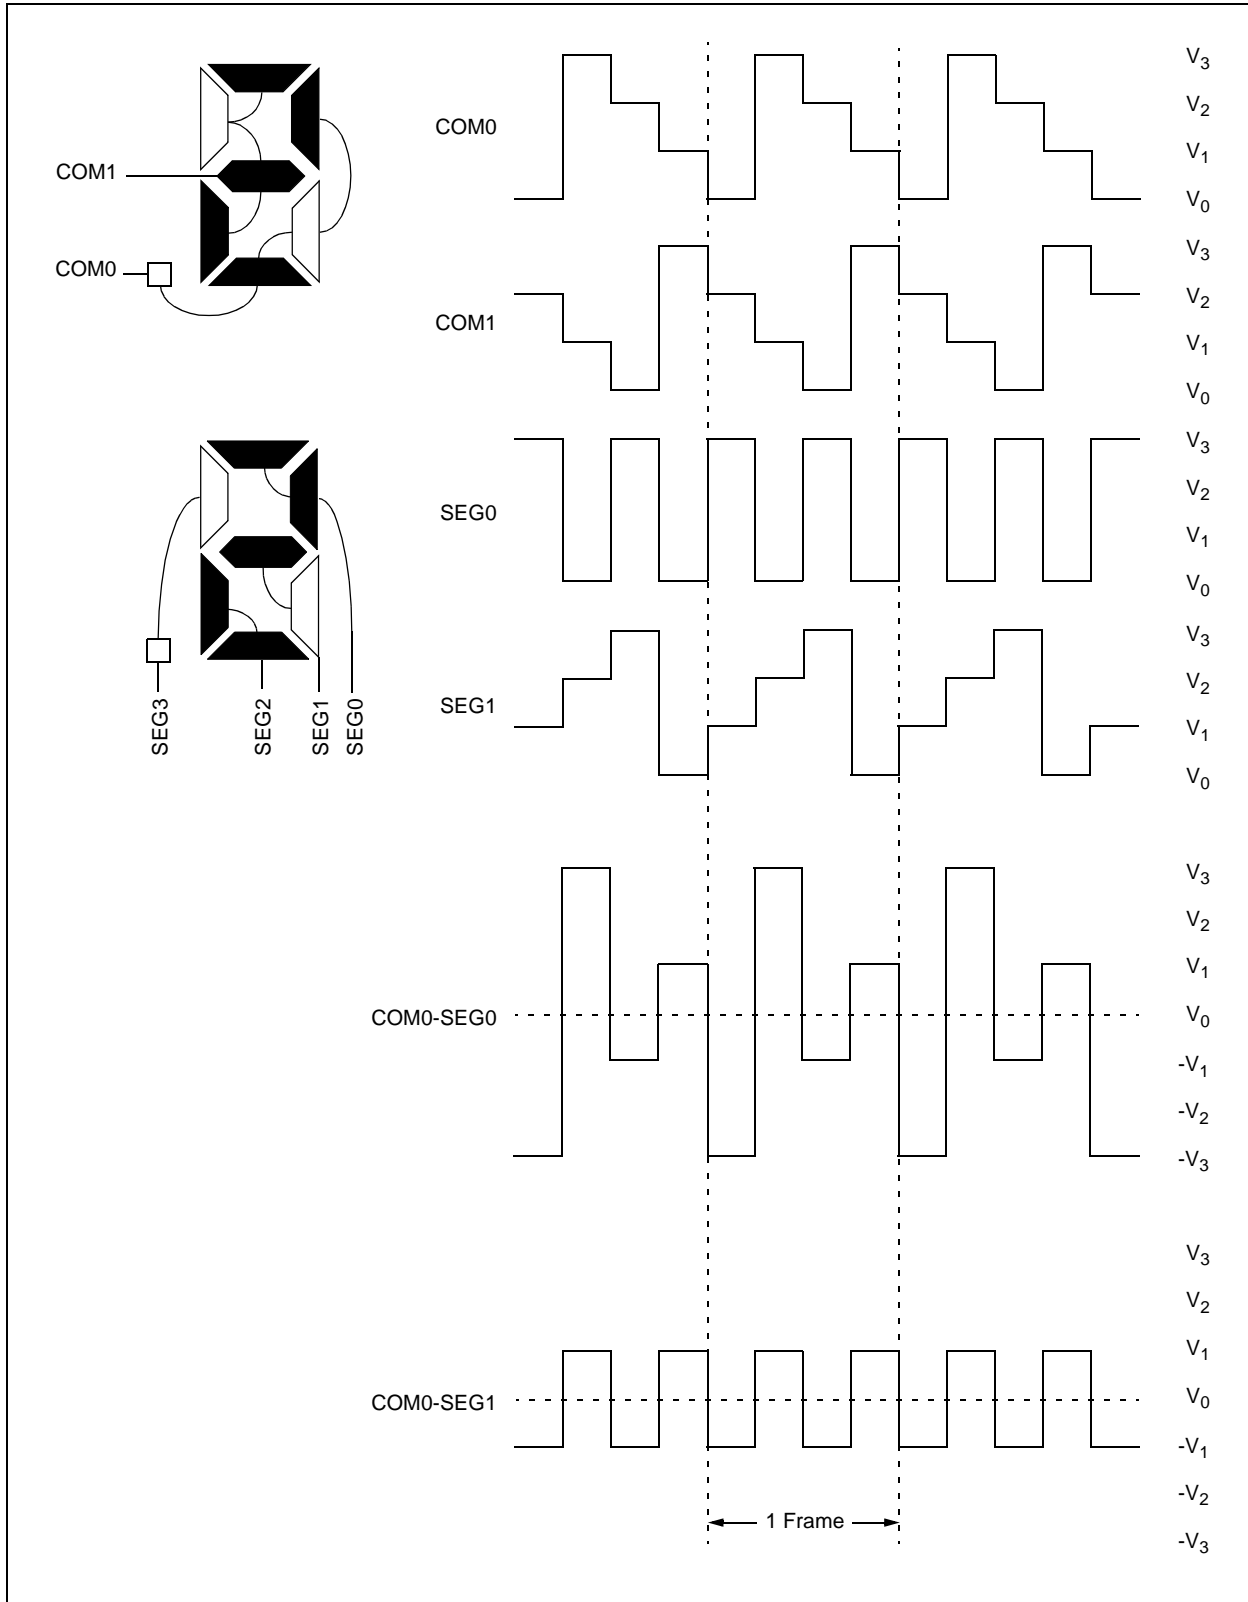 COM1
COM0
SEG3
SEG2
SEG1
SEG0
COM0
V3
V2
V1
V0
COM1
V3
V2
V1
V0
SEG0
V3
V2
V1
V0
SEG1
V3
V2
V1
V0
COM0-SEG0
V3
V2
V1
V0
-V1
-V2
-V3
COM0-SEG1
V3
V2
V1
V0
-V1
-V2
-V3
1 Frame